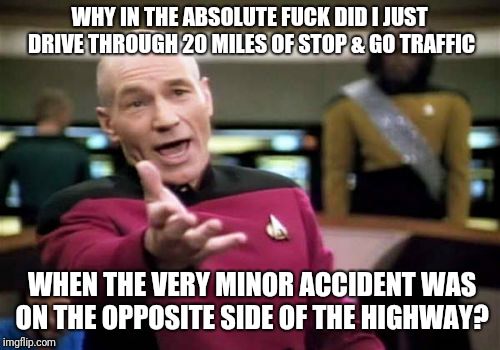 WHY IN THE ABSOLUTE FUCK DID I JUST
DRIVE THROUGH 20 MILES OF STOP & GO TRAFFIC
WHEN THE VERY MINOR ACCIDENT WAS
ON THE OPPOSITE SIDE OF THE HIGHWAY?
imgflip.com